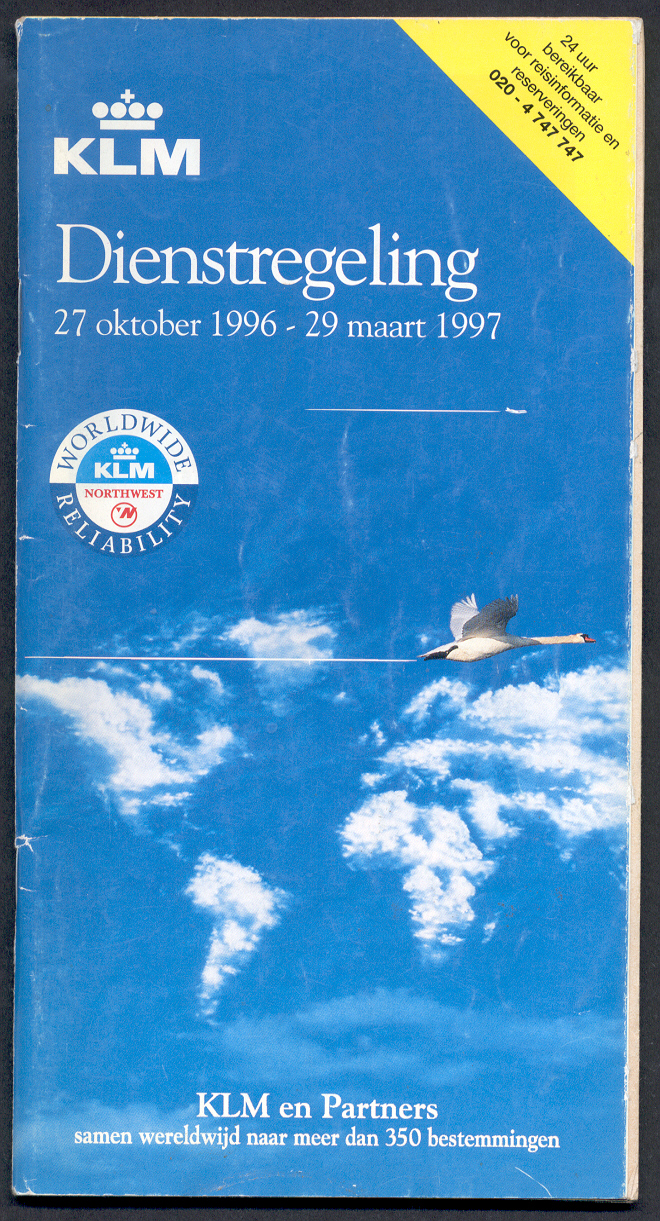 24 uur
bereikbaar
voor reisinformatie en
reserveringen
020 - 4 747 747
KLM
Dienstregeling
27 oktober 1996 - 29 maart 1997
WORLDWIDE
KLM
NORTHWEST
N
RELIABILITY
KLM en Partners
samen wereldwijd naar meer dan 350 bestemmingen